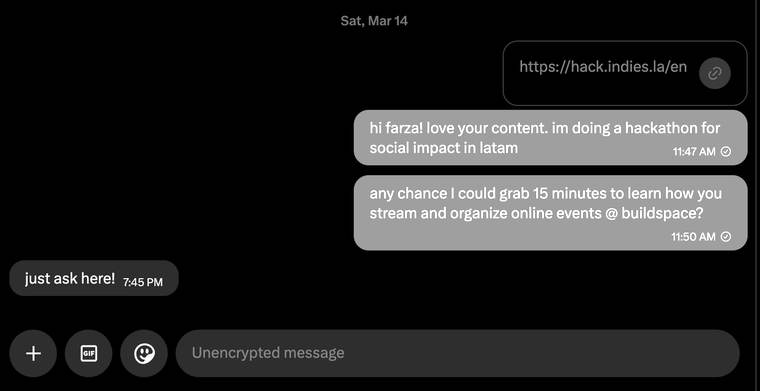 Sat, Mar 14
https://hack.indies.la/en
hi farza! love your content. im doing a hackathon for
social impact in latam
11:47 AM
any chance I could grab 15 minutes to learn how you
stream and organize online events @ buildspace?
11:50 AM
just ask here! 7:45 PM
GIF
Unencrypted message